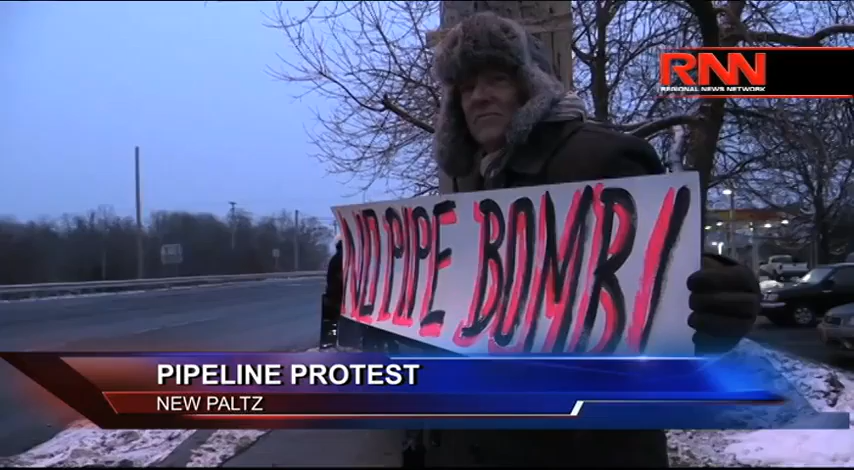 RNN
REGIONAL NEWS NETWORK
NO PIPE BOMB!
PIPELINE PROTEST
NEW PALTZ